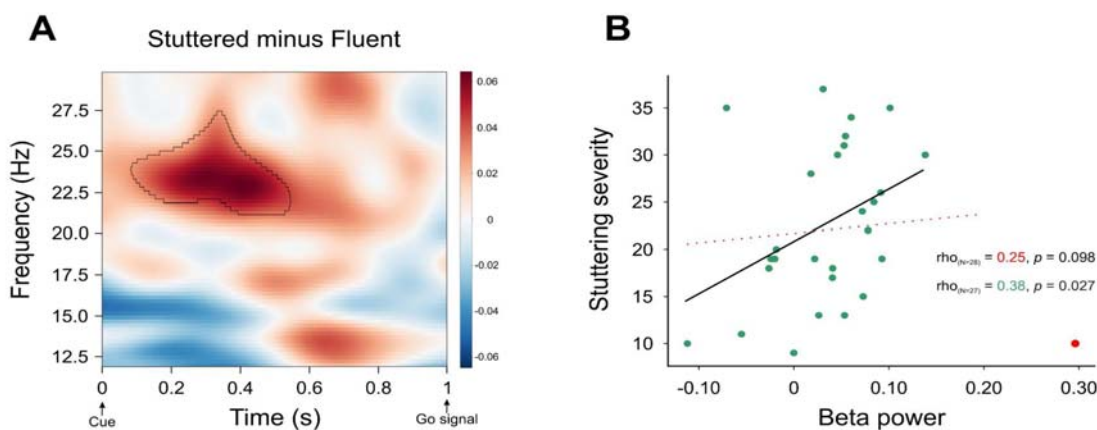 A
Stuttered minus Fluent
Frequency (Hz)
27.5
25.0
22.5
20.0
17.5
15.0
12.5
0 0.2 0.4 0.6 0.8 1
Cue
Time (s)
Go signal
0.06
0.04
0.02
0
-0.02
-0.04
-0.06
B
Stuttering severity
35
30
25
20
15
10
rho(N=28) = 0.25, p = 0.098
rho(N=27) = 0.38, p = 0.027
-0.10 0 0.10 0.20 0.30
Beta power